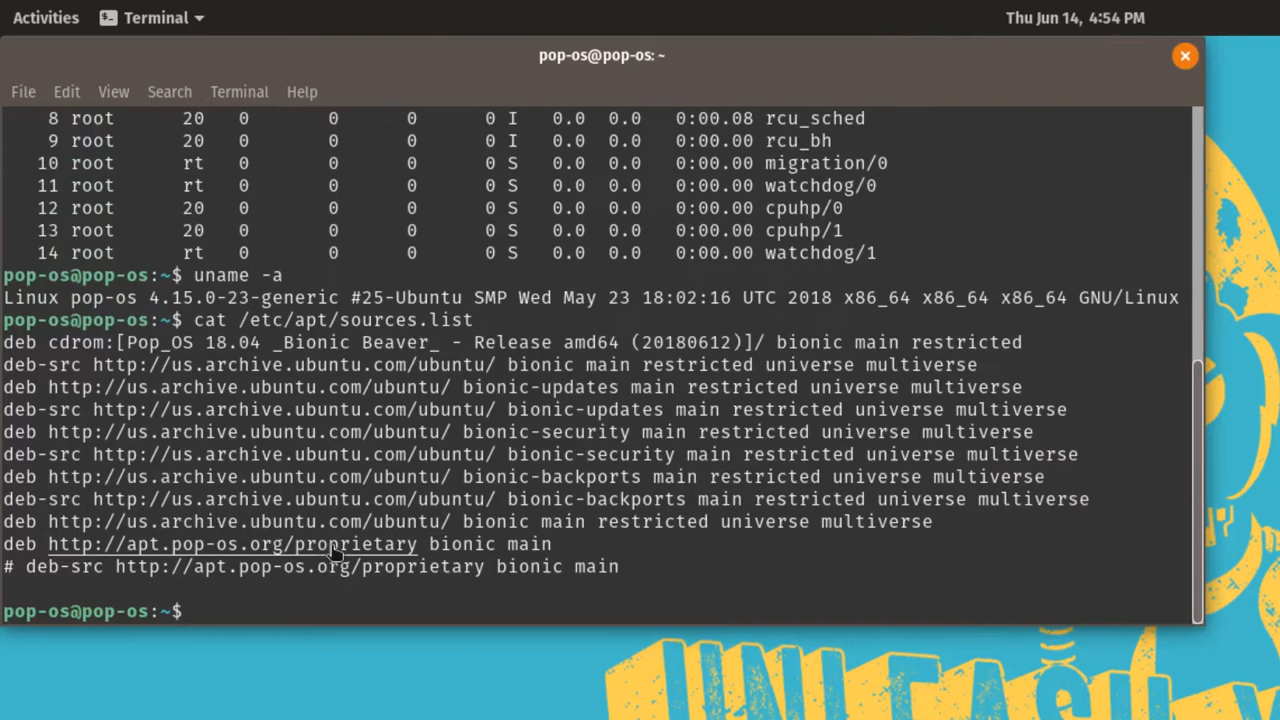 Activities Terminal Thu Jun 14, 4:54 PM
pop-os@pop-os: ~
File Edit View Search Terminal Help
8 root 20 0 0 0 0 I 0.0 0.0 0:00.08 rcu_sched
9 root 20 0 0 0 0 I 0.0 0.0 0:00.00 rcu_bh
10 root rt 0 0 0 0 S 0.0 0.0 0:00.00 migration/0
11 root rt 0 0 0 0 S 0.0 0.0 0:00.00 watchdog/0
12 root 20 0 0 0 0 S 0.0 0.0 0:00.00 cpuhp/0
13 root 20 0 0 0 0 S 0.0 0.0 0:00.00 cpuhp/1
14 root rt 0 0 0 0 S 0.0 0.0 0:00.00 watchdog/1
pop-os@pop-os:~$ uname -a
Linux pop-os 4.15.0-23-generic #25-Ubuntu SMP Wed May 23 18:02:16 UTC 2018 x86_64 x86_64 x86_64 GNU/Linux
pop-os@pop-os:~$ cat /etc/apt/sources.list
deb cdrom:[Pop_OS 18.04 _Bionic Beaver_ - Release amd64 (20180612)]/ bionic main restricted
deb-src http://us.archive.ubuntu.com/ubuntu/ bionic main restricted universe multiverse
deb http://us.archive.ubuntu.com/ubuntu/ bionic-updates main restricted universe multiverse
deb-src http://us.archive.ubuntu.com/ubuntu/ bionic-updates main restricted universe multiverse
deb http://us.archive.ubuntu.com/ubuntu/ bionic-security main restricted universe multiverse
deb-src http://us.archive.ubuntu.com/ubuntu/ bionic-security main restricted universe multiverse
deb http://us.archive.ubuntu.com/ubuntu/ bionic-backports main restricted universe multiverse
deb-src http://us.archive.ubuntu.com/ubuntu/ bionic-backports main restricted universe multiverse
deb http://us.archive.ubuntu.com/ubuntu/ bionic main restricted universe multiverse
deb http://apt.pop-os.org/proprietary bionic main
# deb-src http://apt.pop-os.org/proprietary bionic main
pop-os@pop-os:~$
UNLEASH